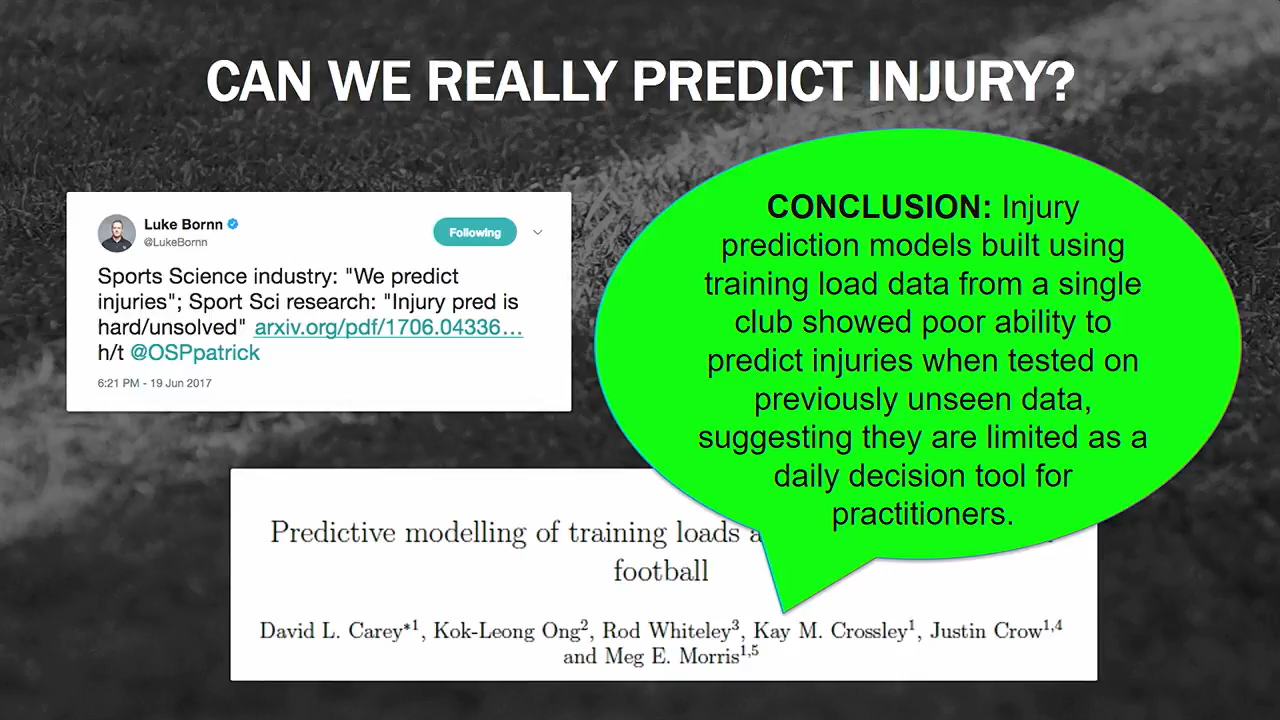 CAN WE REALLY PREDICT INJURY?
Luke Bornn
@LukeBornn
Following
Sports Science industry: "We predict
injuries"; Sport Sci research: "Injury pred is
hard/unsolved" arxiv.org/pdf/1706.04336...
h/t @OSPpatrick
6:21 PM - 19 Jun 2017
CONCLUSION: Injury
prediction models built using
training load data from a single
club showed poor ability to
predict injuries when tested on
previously unseen data,
suggesting they are limited as a
daily decision tool for
practitioners.
Predictive modelling of training loads
football
David L. Carey*1, Kok-Leong Ong2, Rod Whiteley3, Kay M. Crossley1, Justin Crow1,4
and Meg E. Morris1,5